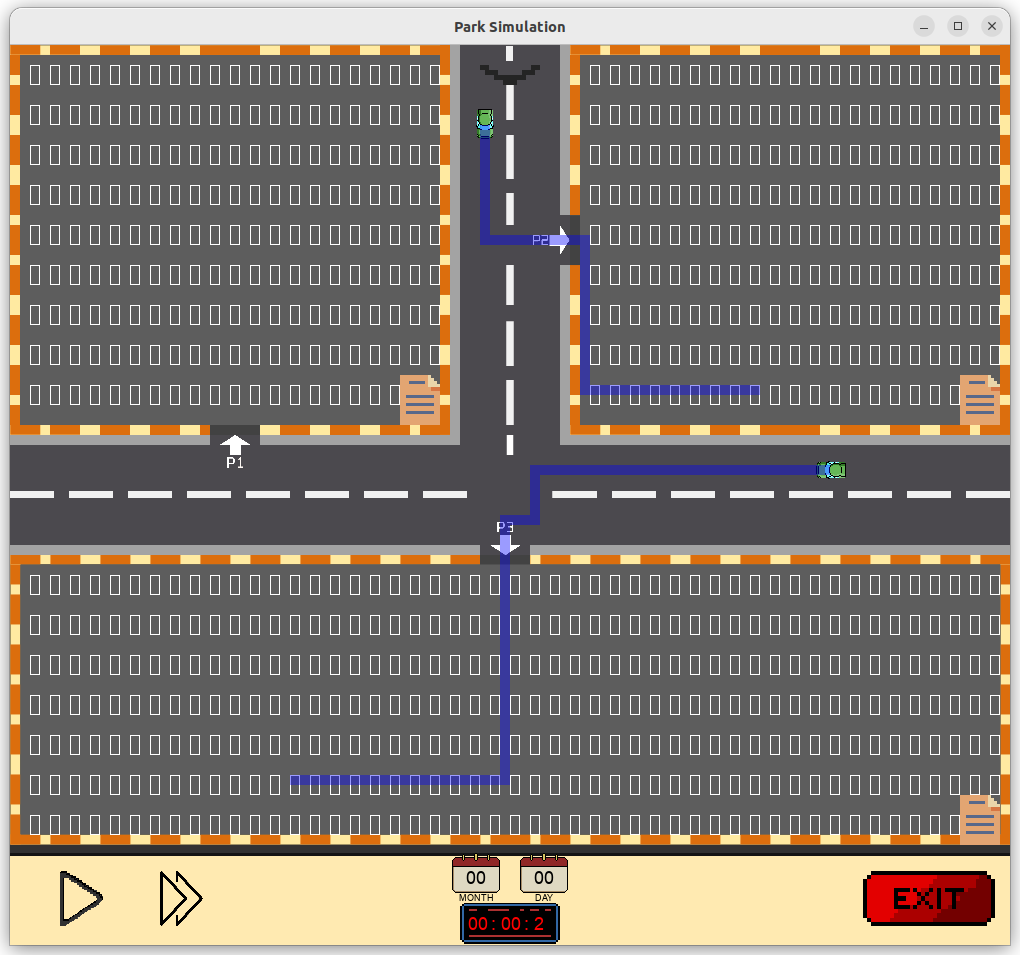 Park Simulation
P2
P1
P3
00
00
MONTH
DAY
00:00:2
EXIT